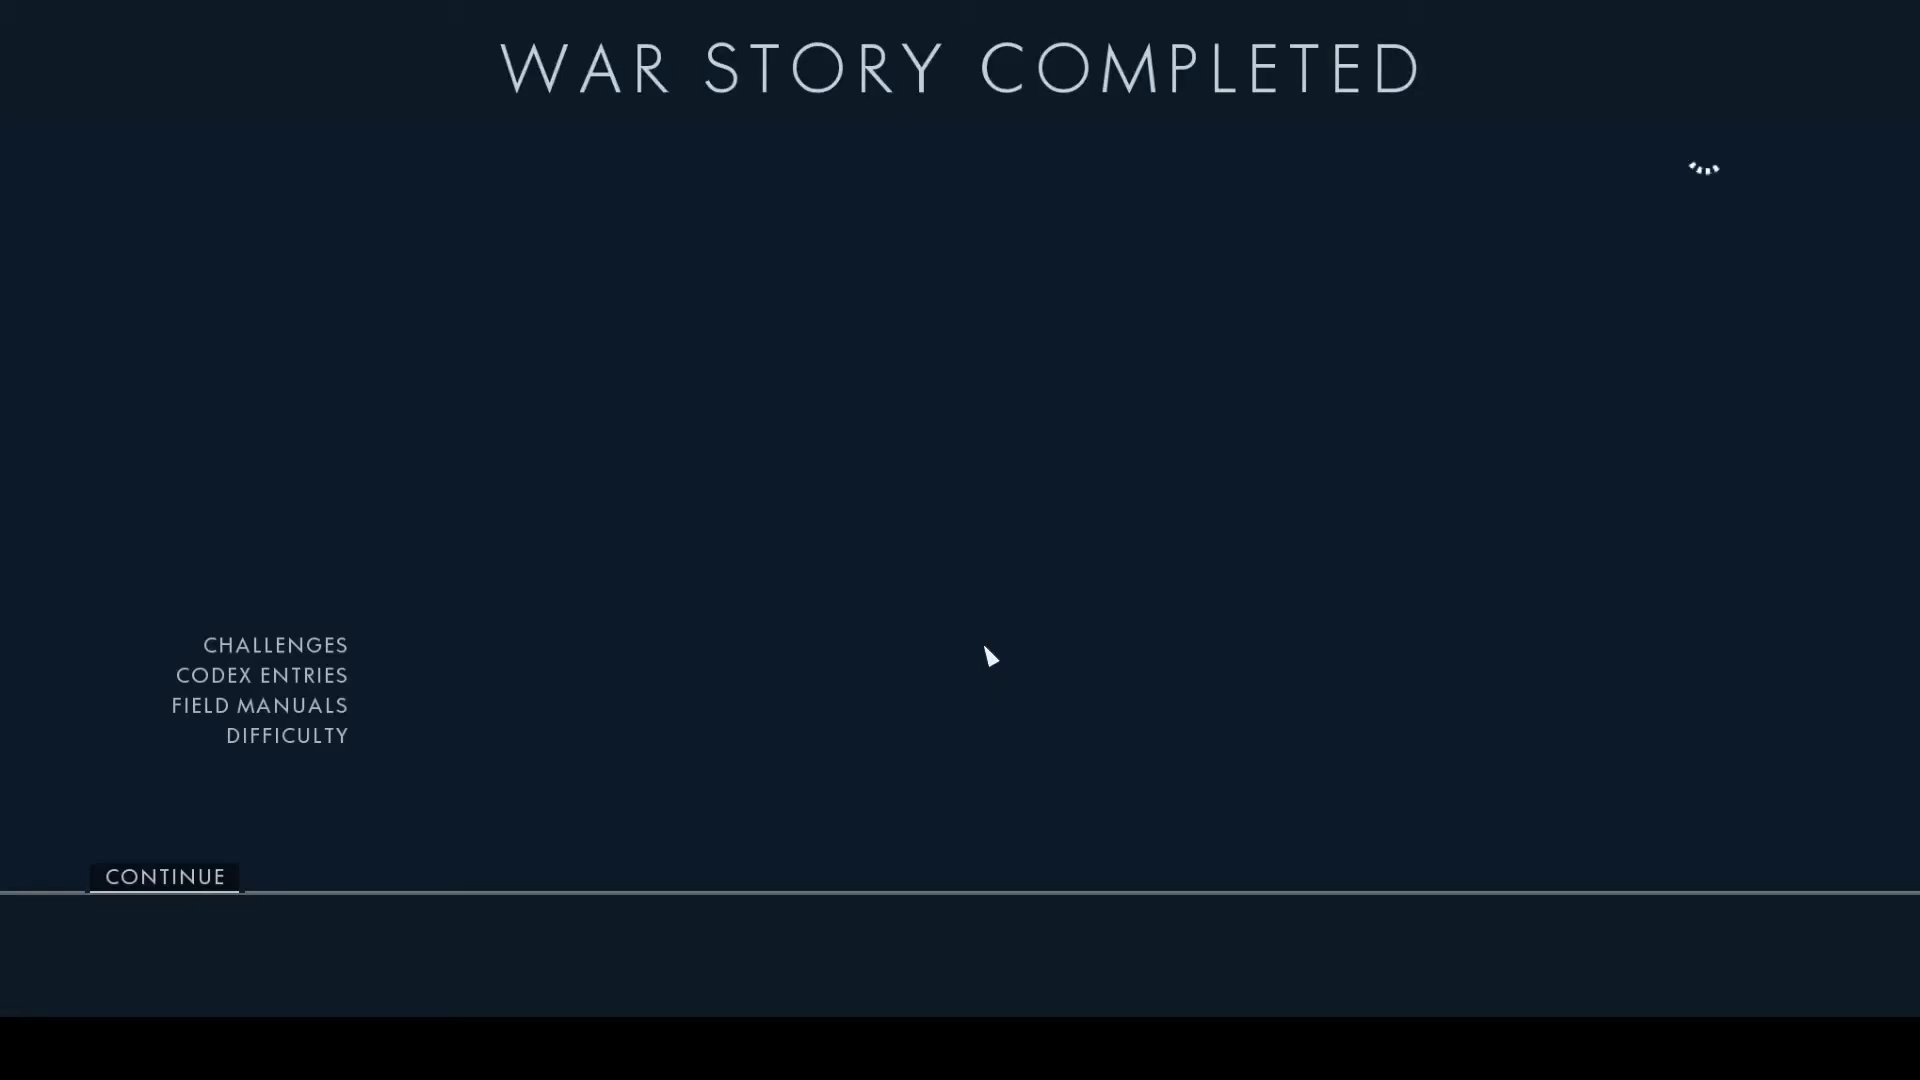 WAR STORY COMPLETED
CHALLENGES
CODEX ENTRIES
FIELD MANUALS
DIFFICULTY
CONTINUE